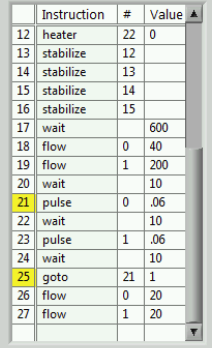 Instruction # Value
12 heater 22 0
13 stabilize 12
14 stabilize 13
15 stabilize 14
16 stabilize 15
17 wait 600
18 flow 0 40
19 flow 1 200
20 wait 10
21 pulse 0 .06
22 wait 10
23 pulse 1 .06
24 wait 10
25 goto 21 1
26 flow 0 20
27 flow 1 20